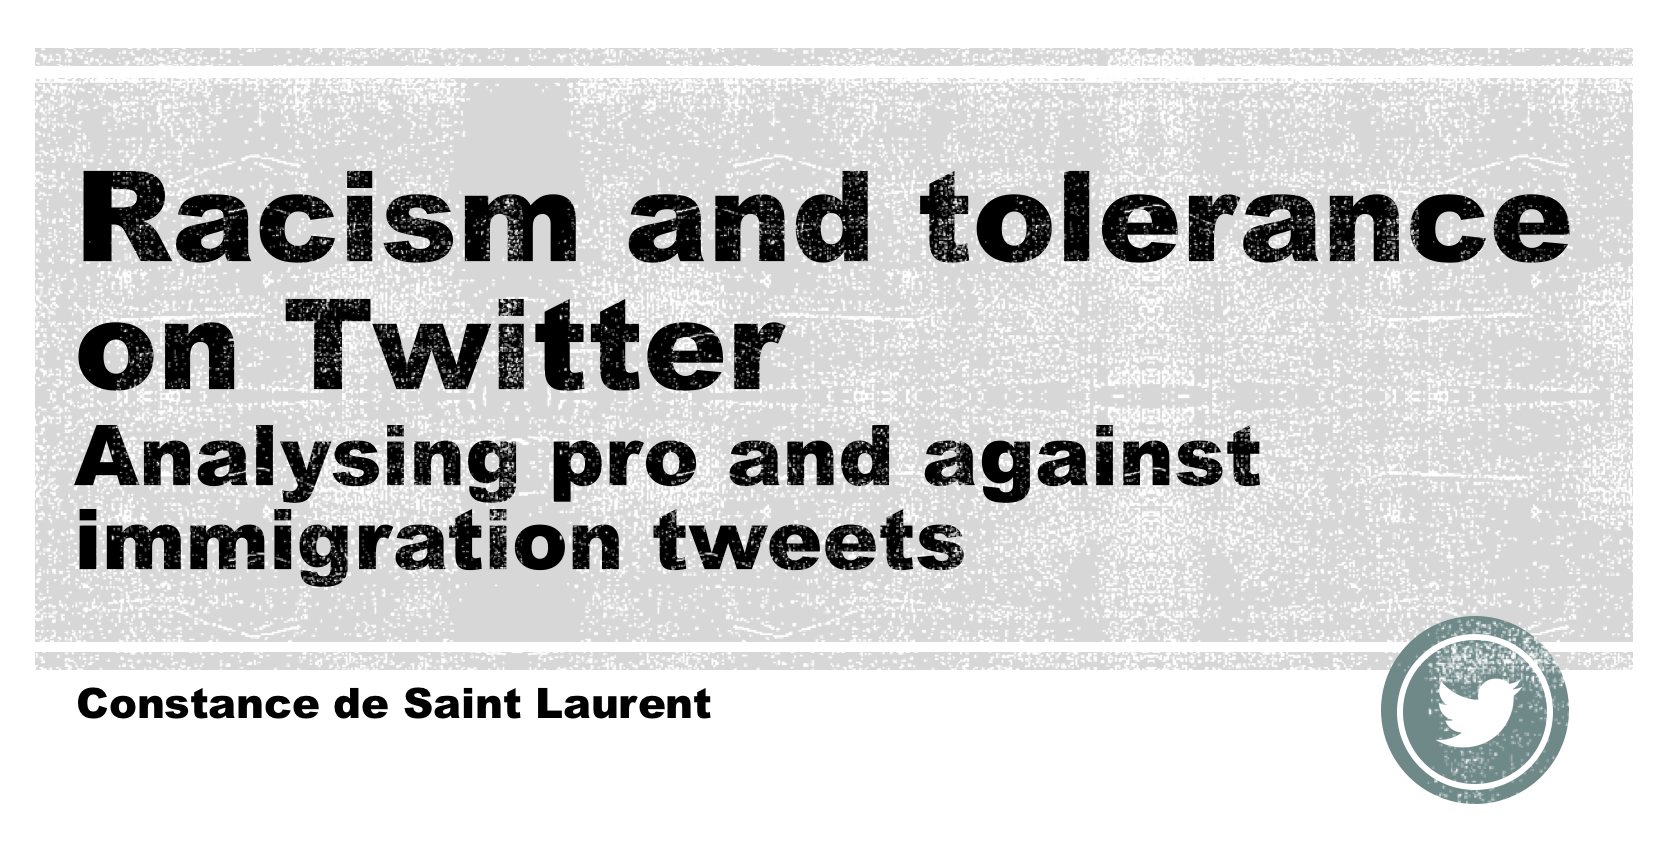 Racism and tolerance
on Twitter
Analysing pro and against
immigration tweets
Constance de Saint Laurent